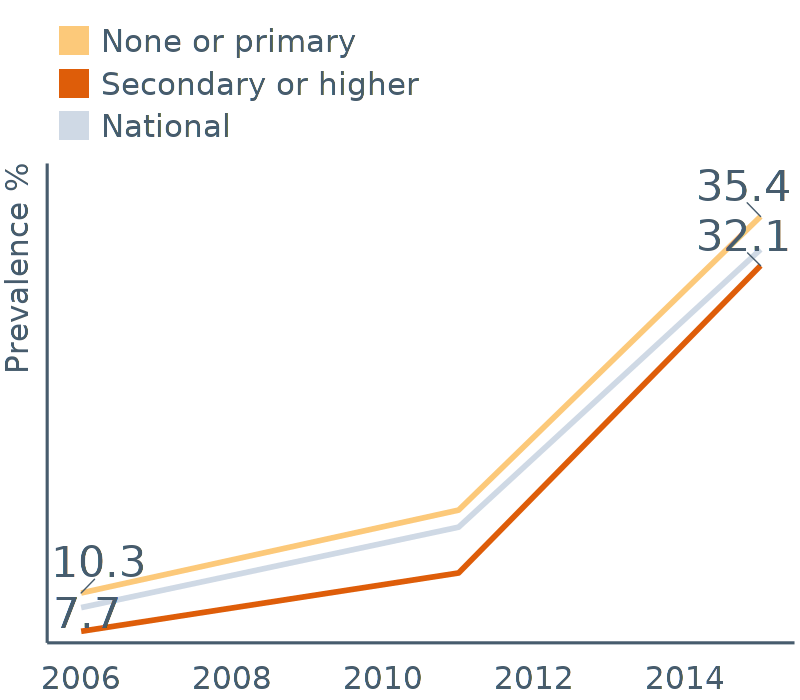 None or primary
Secondary or higher
National
Prevalence %
35.4
32.1
10.3
7.7
2006 2008 2010 2012 2014